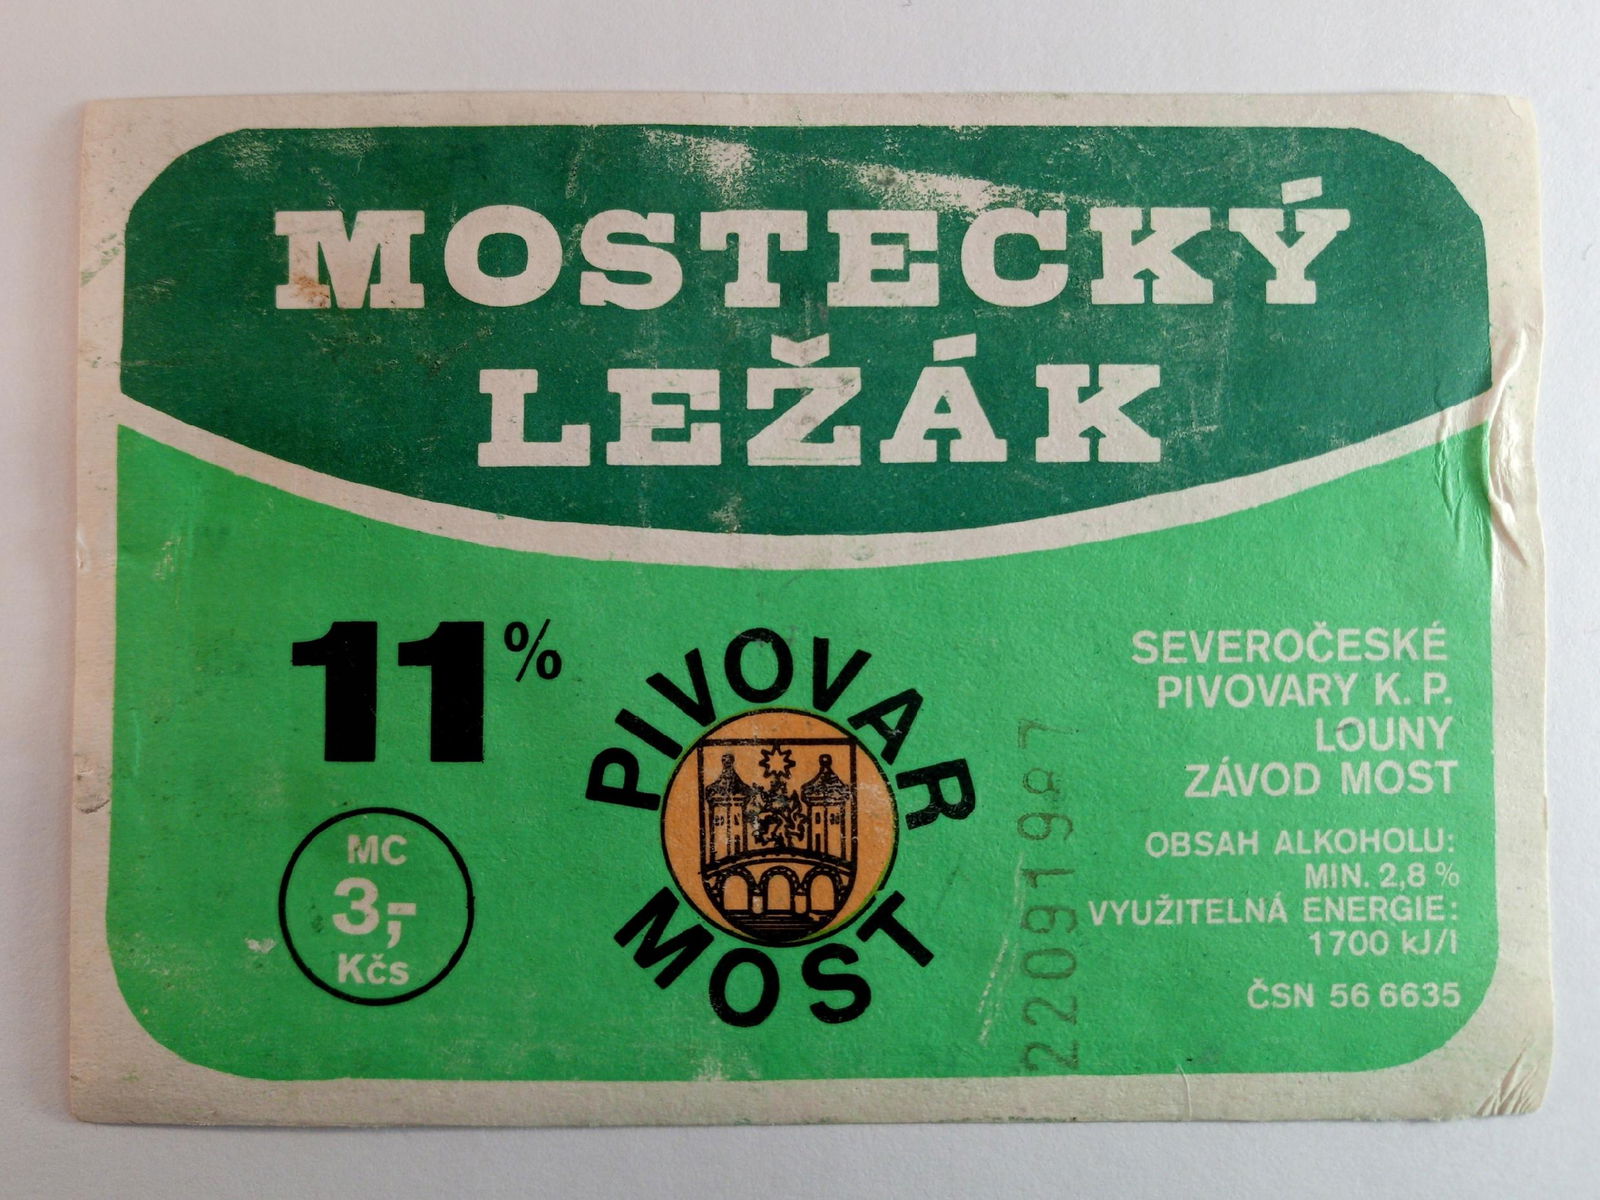 MOSTECKÝ
LEŽÁK
11%
MC
3,-
Kčs
PIVOVAR
MOST
22091987
SEVEROČESKÉ
PIVOVARY K. P.
LOUNY
ZÁVOD MOST
OBSAH ALKOHOLU:
MIN. 2,8 %
VYUŽITELNÁ ENERGIE:
1700 kJ/l
ČSN 56 6635